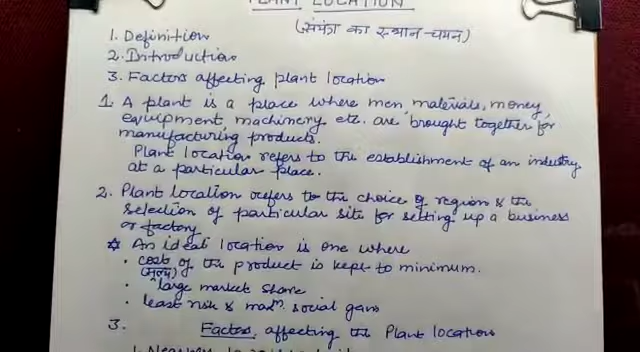 PLANT LOCATION
(संयंत्र का स्थान-चयन)
1. Definition
2. Introduction
3. Factors affecting plant location
1. A plant is a place where men materials, money,
equipment machinery etc. are brought together for
manufacturing products.
Plant location refers to the establishment of an industry
at a particular place.
2. Plant location refers to the choice of region & the
selection of particular site for setting up a business
or factory
☆ An ideal location is one where
• cost of the product is kept to minimum.
(मूल्य)
• large market share
• least risk & maxm. social gain
3. Factors affecting the Plant location